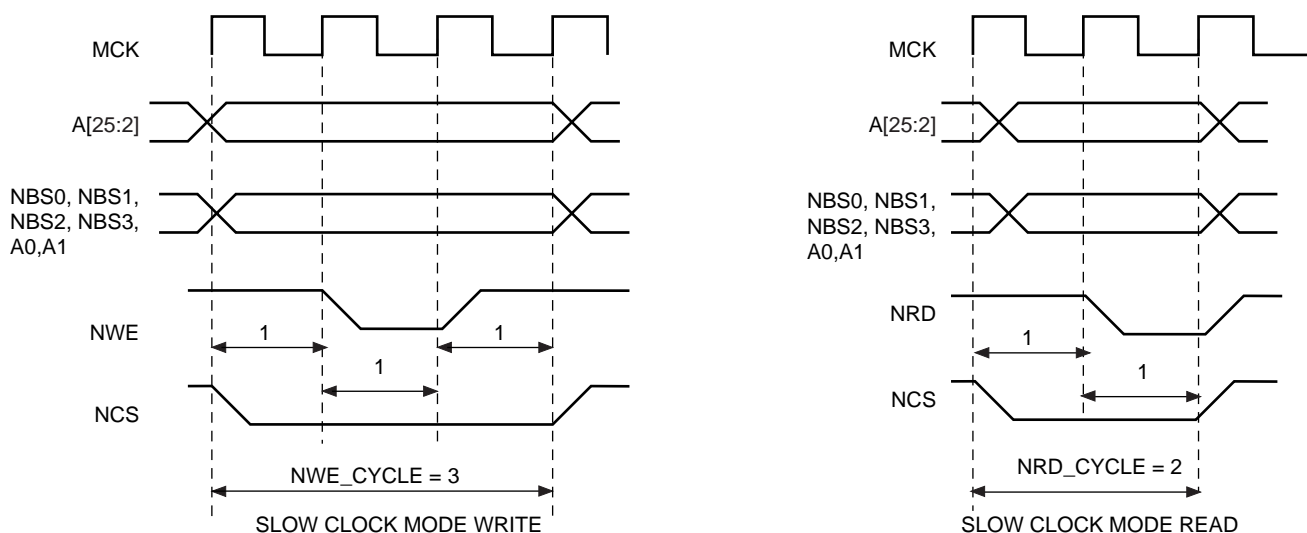 MCK
A[25:2]
NBS0, NBS1,
NBS2, NBS3,
A0,A1
NWE
1
1
1
NCS
NWE_CYCLE = 3
SLOW CLOCK MODE WRITE
MCK
A[25:2]
NBS0, NBS1,
NBS2, NBS3,
A0,A1
NRD
1
1
NCS
NRD_CYCLE = 2
SLOW CLOCK MODE READ